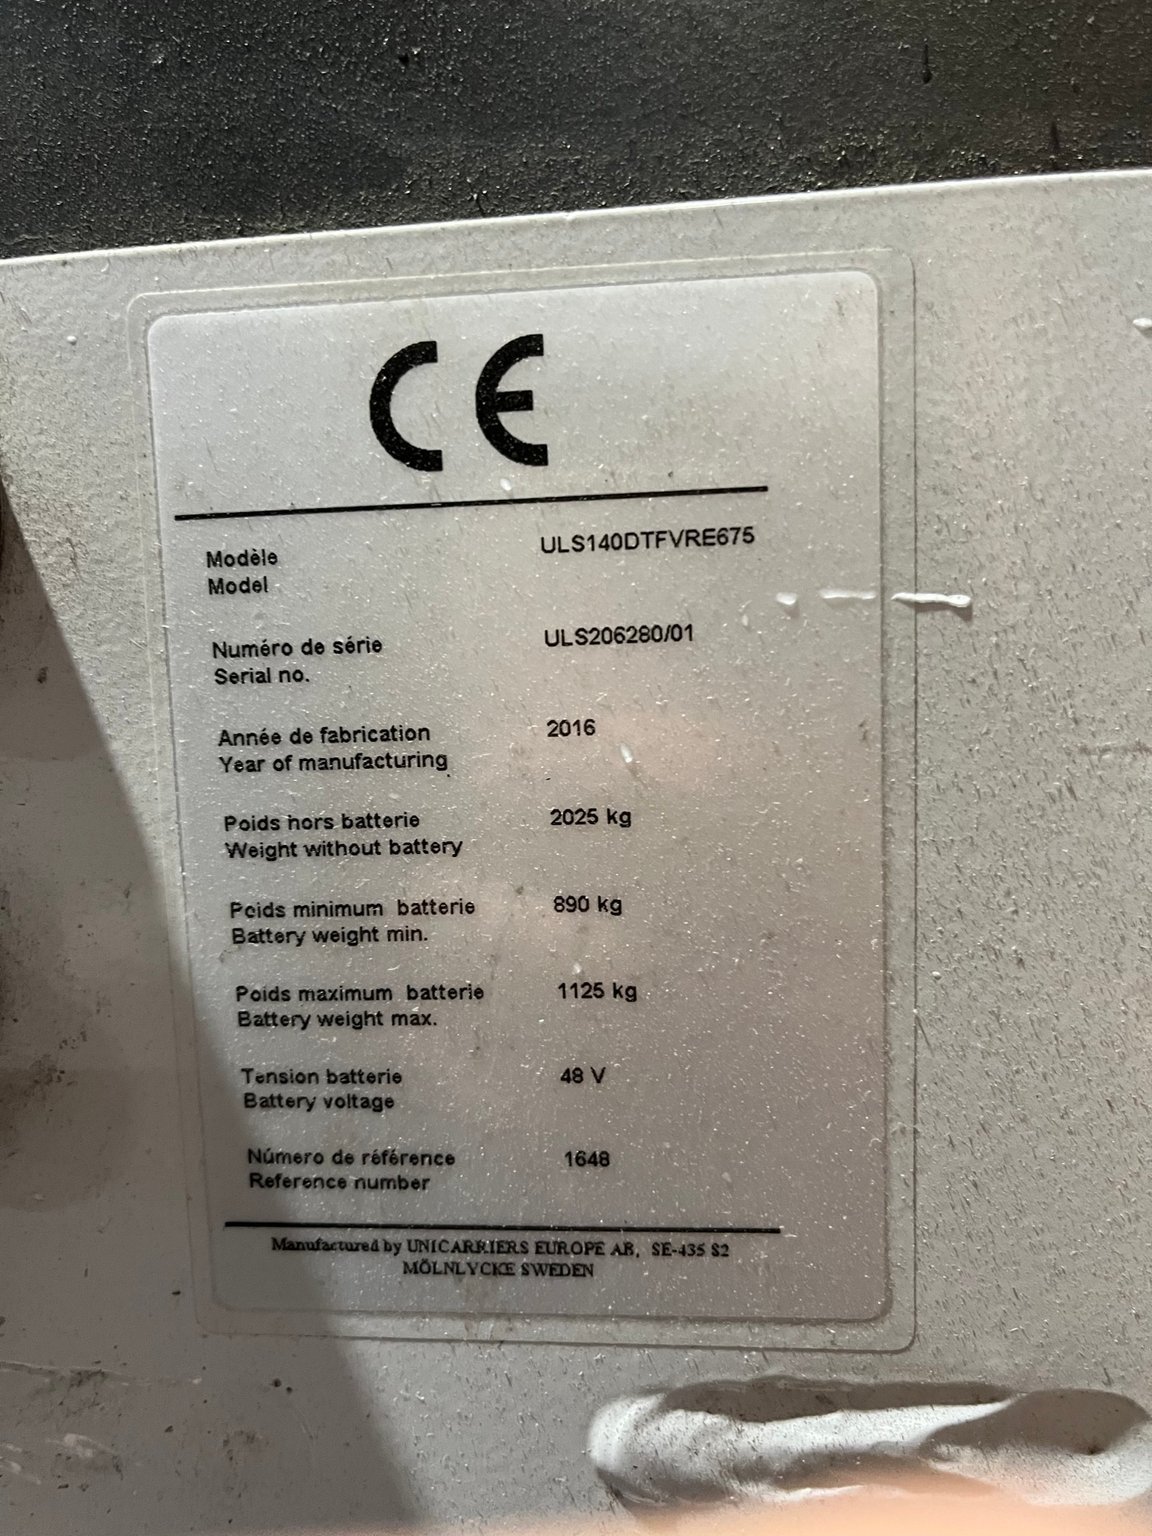 CE
Modèle ULS140DTFVRE675
Model
Numéro de série ULS206280/01
Serial no.
Année de fabrication 2016
Year of manufacturing
Poids hors batterie 2025 kg
Weight without battery
Poids minimum batterie 890 kg
Battery weight min.
Poids maximum batterie 1125 kg
Battery weight max.
Tension batterie 48 V
Battery voltage
Número de référence 1648
Reference number
Manufactured by UNICARRIERS EUROPE AB, SE-435 82
MÖLNLYCKE SWEDEN